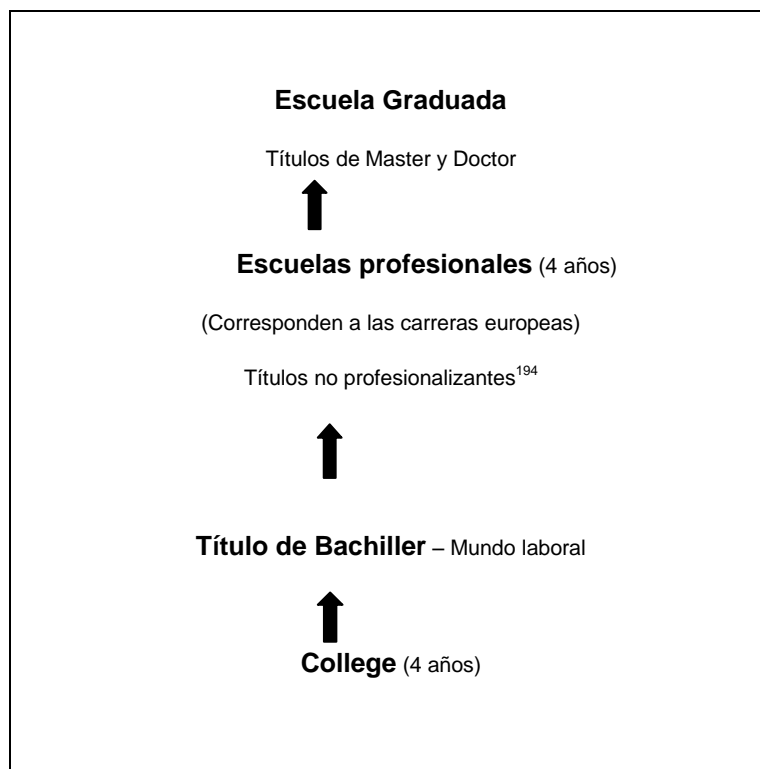 Escuela Graduada
Títulos de Master y Doctor
Escuelas profesionales (4 años)
(Corresponden a las carreras europeas)
Títulos no profesionalizantes194
Título de Bachiller – Mundo laboral
College (4 años)